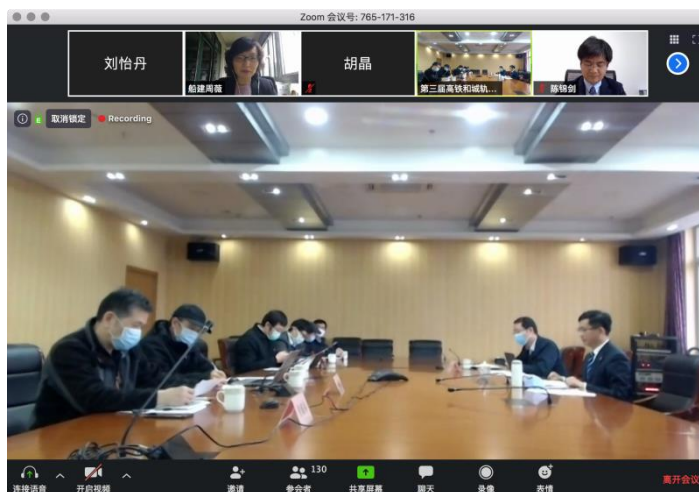 Zoom 会议号: 765-171-316
刘怡丹
船建周薇
胡晶
第三届高铁和城轨...
陈锦剑
取消锁定
Recording
连接语音
开启视频
邀请
参会者 130
共享屏幕
聊天
录像
表情
离开会议